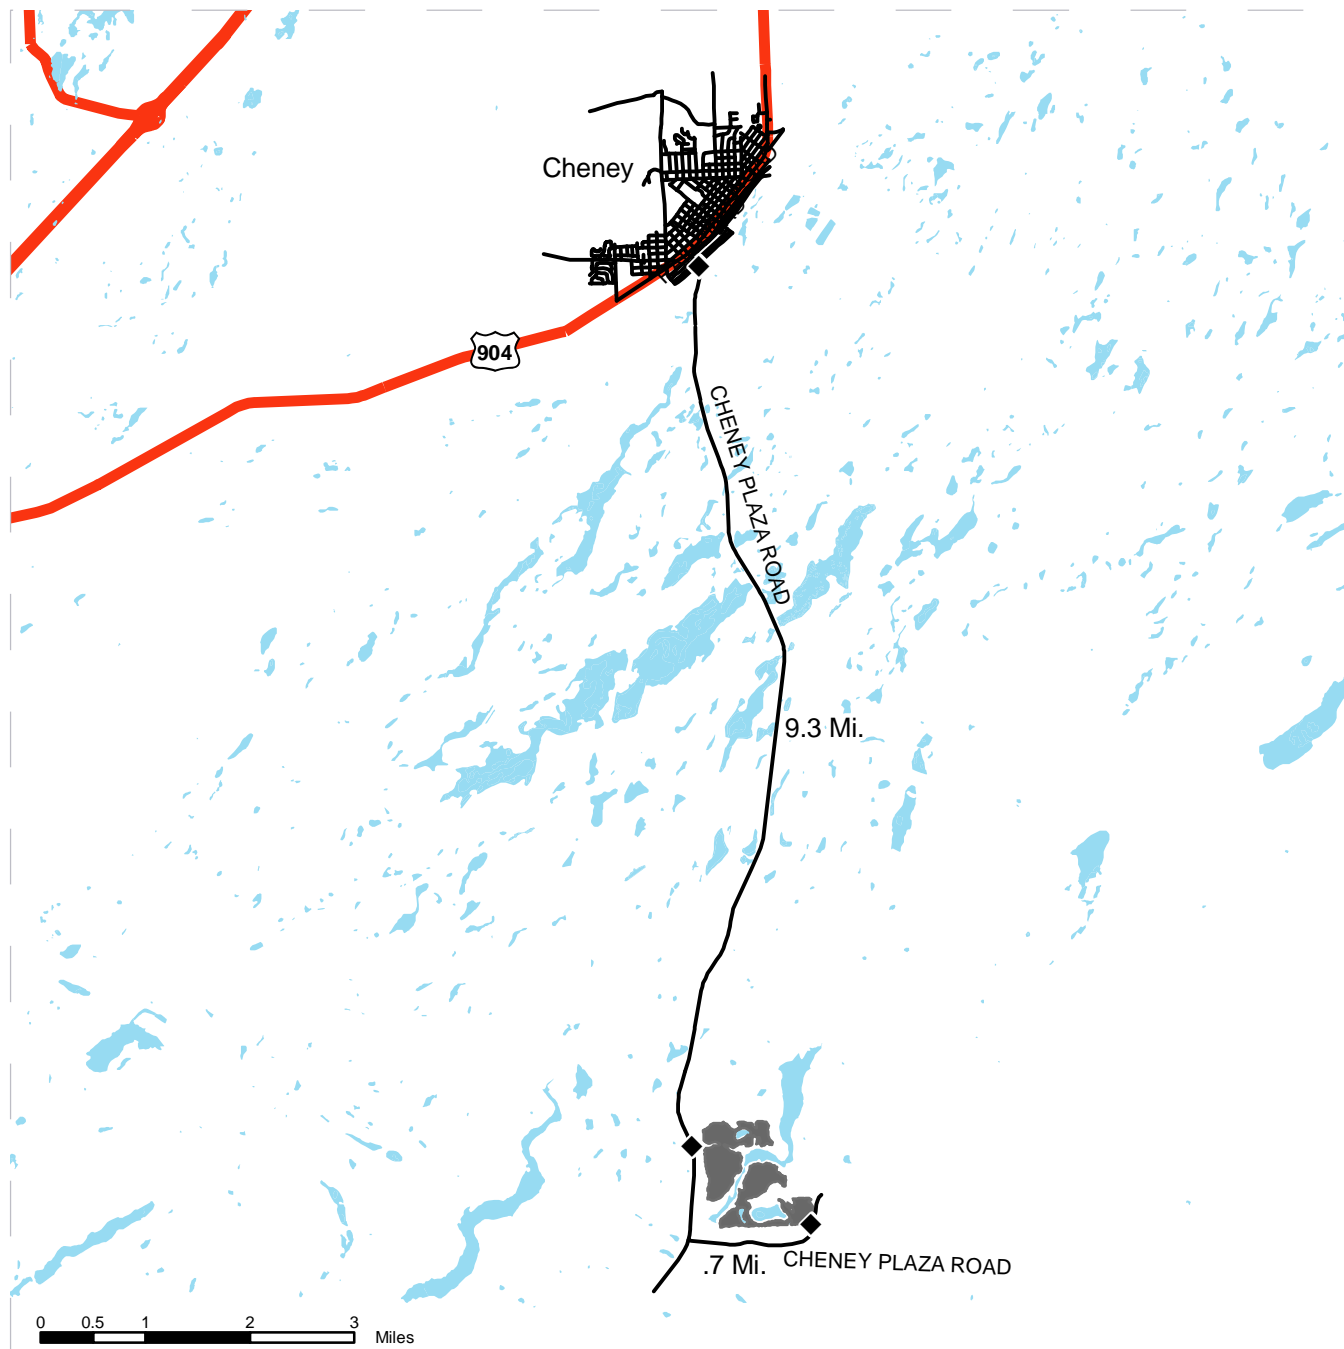 Cheney
904
CHENEY PLAZA ROAD
9.3 Mi.
.7 Mi.
CHENEY PLAZA ROAD
0 0.5 1 2 3
Miles